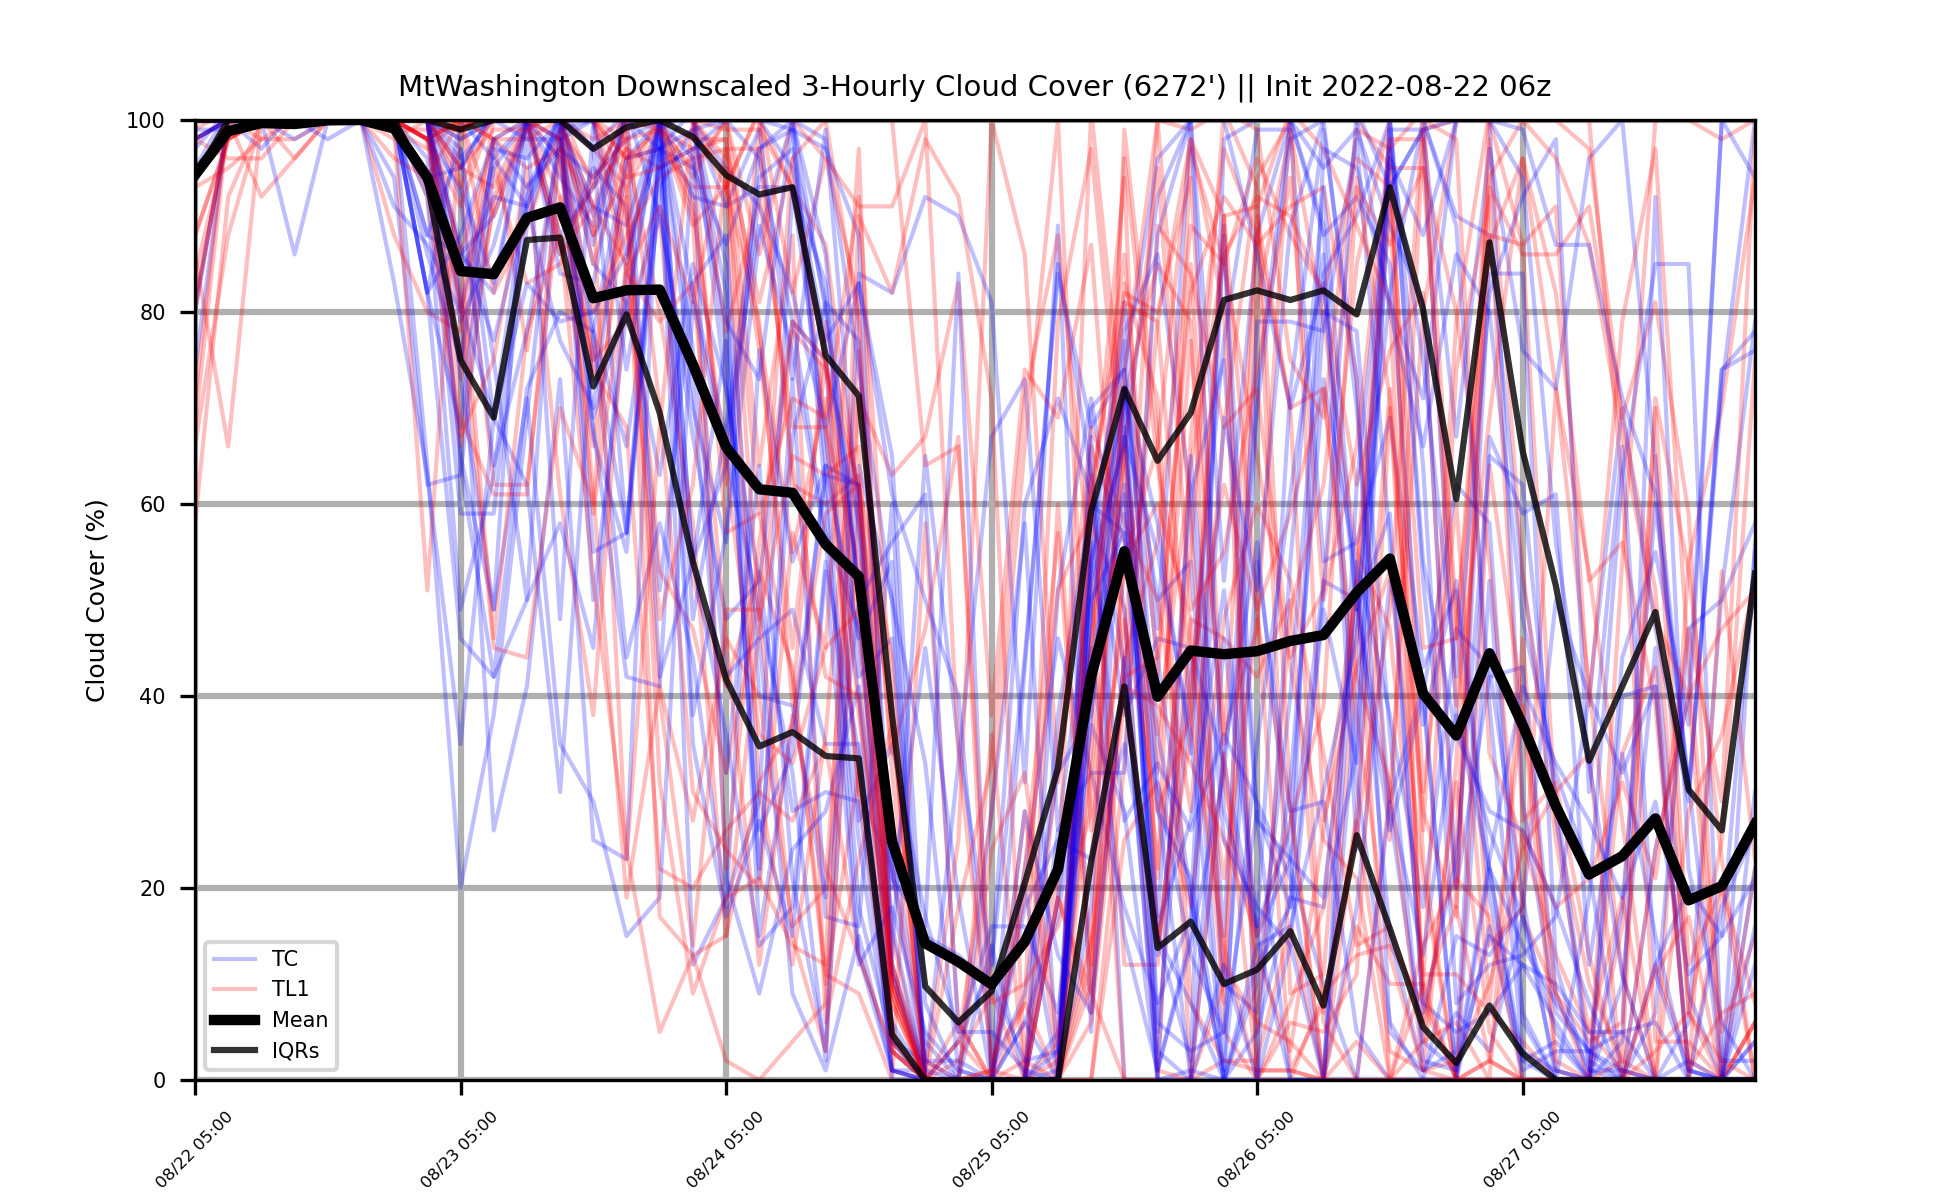 MtWashington Downscaled 3-Hourly Cloud Cover (6272') || Init 2022-08-22 06z
Cloud Cover (%)
100
80
60
40
20
0
TC
TL1
Mean
IQRs
08/22 05:00
08/23 05:00
08/24 05:00
08/25 05:00
08/26 05:00
08/27 05:00